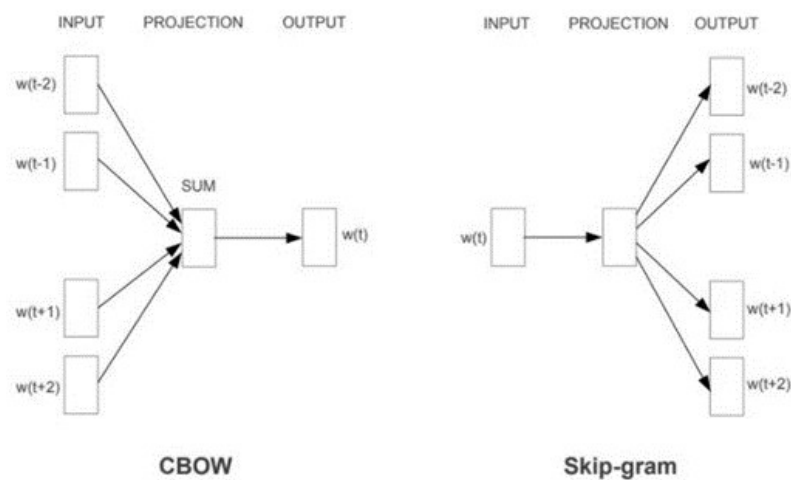 INPUT PROJECTION OUTPUT
w(t-2)
w(t-1)
SUM
w(t)
w(t+1)
w(t+2)
CBOW
INPUT PROJECTION OUTPUT
w(t-2)
w(t-1)
w(t)
w(t+1)
w(t+2)
Skip-gram